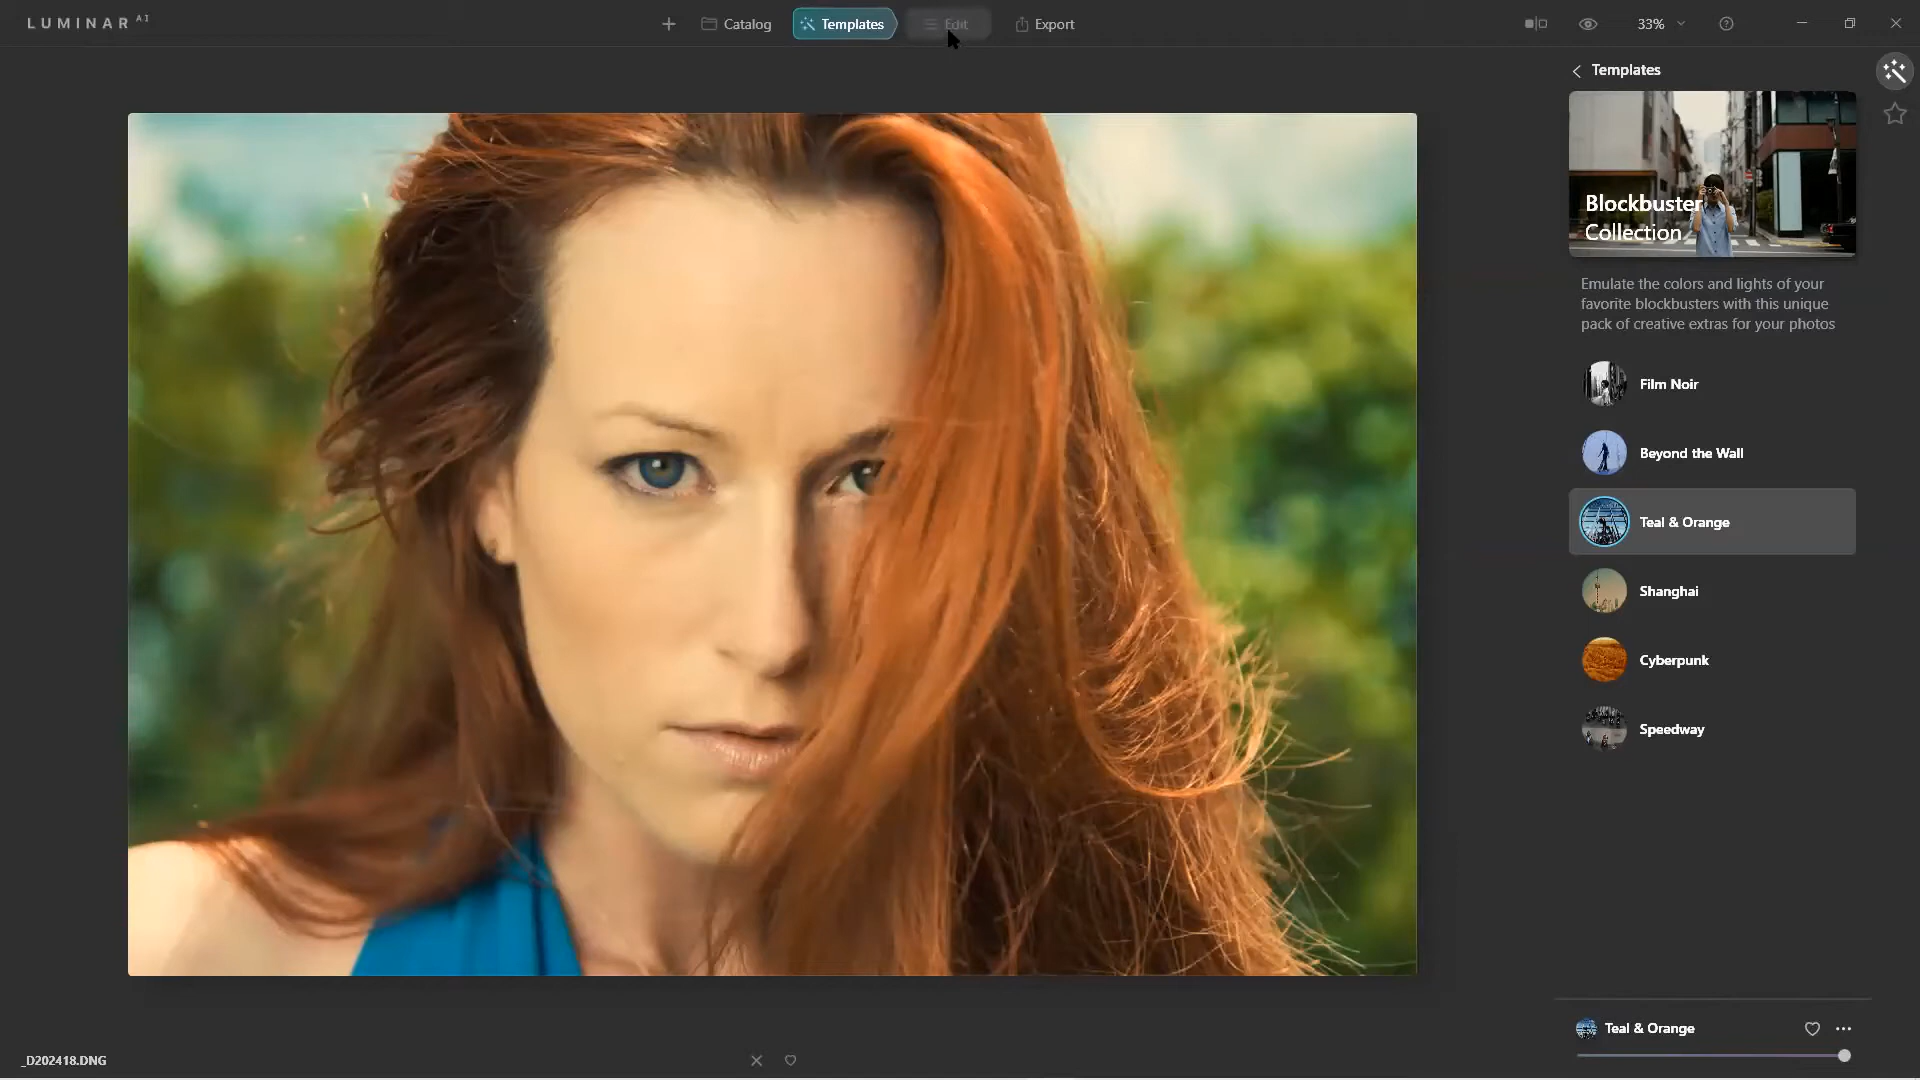 LUMINAR AI
Catalog
Templates
Edit
Export
33%
Templates
Blockbuster
Collection
Emulate the colors and lights of your
favorite blockbusters with this unique
pack of creative extras for your photos
Film Noir
Beyond the Wall
Teal & Orange
Shanghai
Cyberpunk
Speedway
Teal & Orange
_D202418.DNG